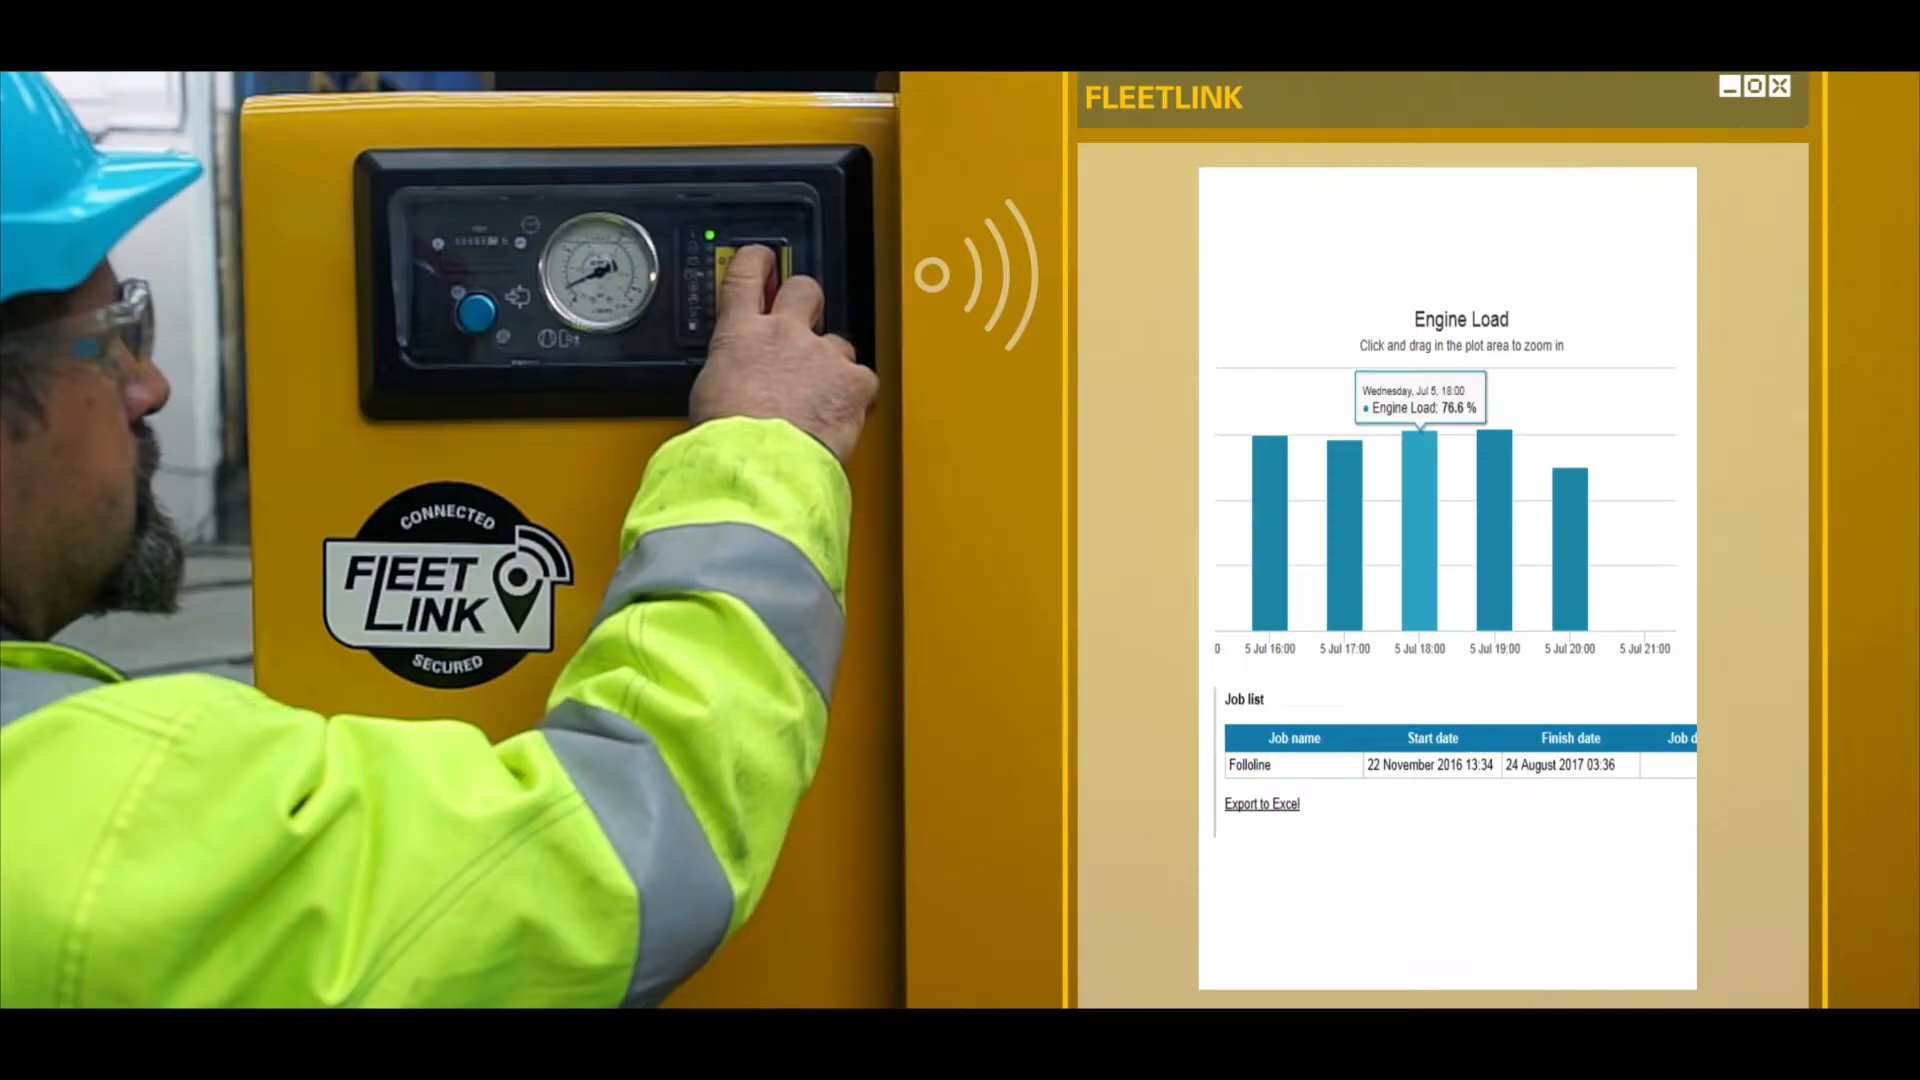 CONNECTED
FLEET
LINK
SECURED
FLEETLINK
Engine Load
Click and drag in the plot area to zoom in
Wednesday, Jul 5, 18:00
Engine Load: 76.6 %
0 5 Jul 16:00 5 Jul 17:00 5 Jul 18:00 5 Jul 19:00 5 Jul 20:00 5 Jul 21:00
Job list
Job name Start date Finish date Job d
Folloline 22 November 2016 13:34 24 August 2017 03:36
Export to Excel